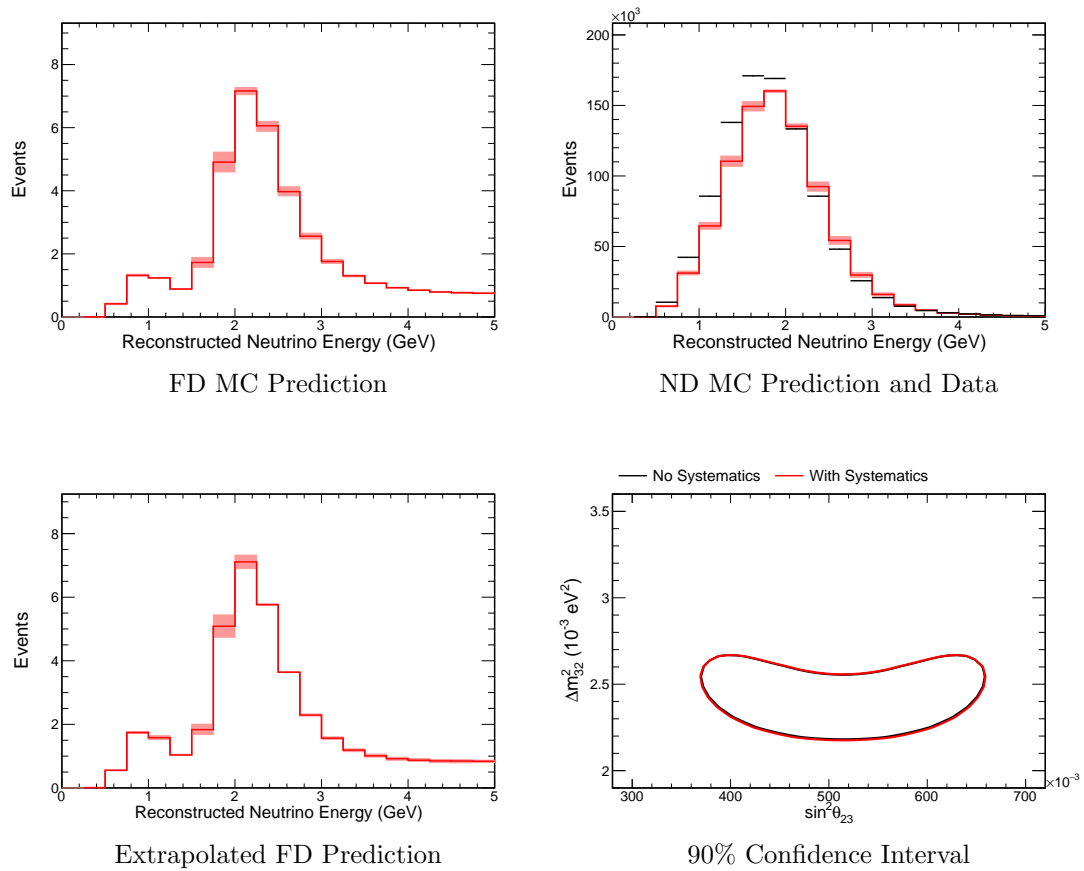 8
6
4
2
0
Events
0 1 2 3 4 5
Reconstructed Neutrino Energy (GeV)
FD MC Prediction
×10³
200
150
100
50
0
Events
0 1 2 3 4 5
Reconstructed Neutrino Energy (GeV)
ND MC Prediction and Data
8
6
4
2
0
Events
0 1 2 3 4 5
Reconstructed Neutrino Energy (GeV)
Extrapolated FD Prediction
No Systematics With Systematics
3.5
3
2.5
2
Δm²₃₂ (10⁻³ eV²)
300 400 500 600 700
×10⁻³
sin²θ₂₃
90% Confidence Interval